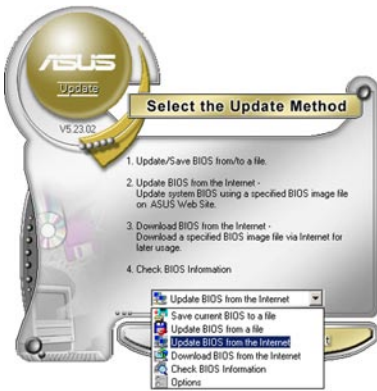 ASUS
Update
V5.23.02
Select the Update Method
1. Update/Save BIOS from/to a file.
2. Update BIOS from the Internet -
Update system BIOS using a specified BIOS image file
on ASUS Web Site.
3. Download BIOS from the Internet -
Download a specified BIOS image file via Internet for
later usage.
4. Check BIOS Information
Update BIOS from the Internet
Save current BIOS to a file
Update BIOS from a file
Update BIOS from the Internet
Download BIOS from the Internet
Check BIOS Information
Options